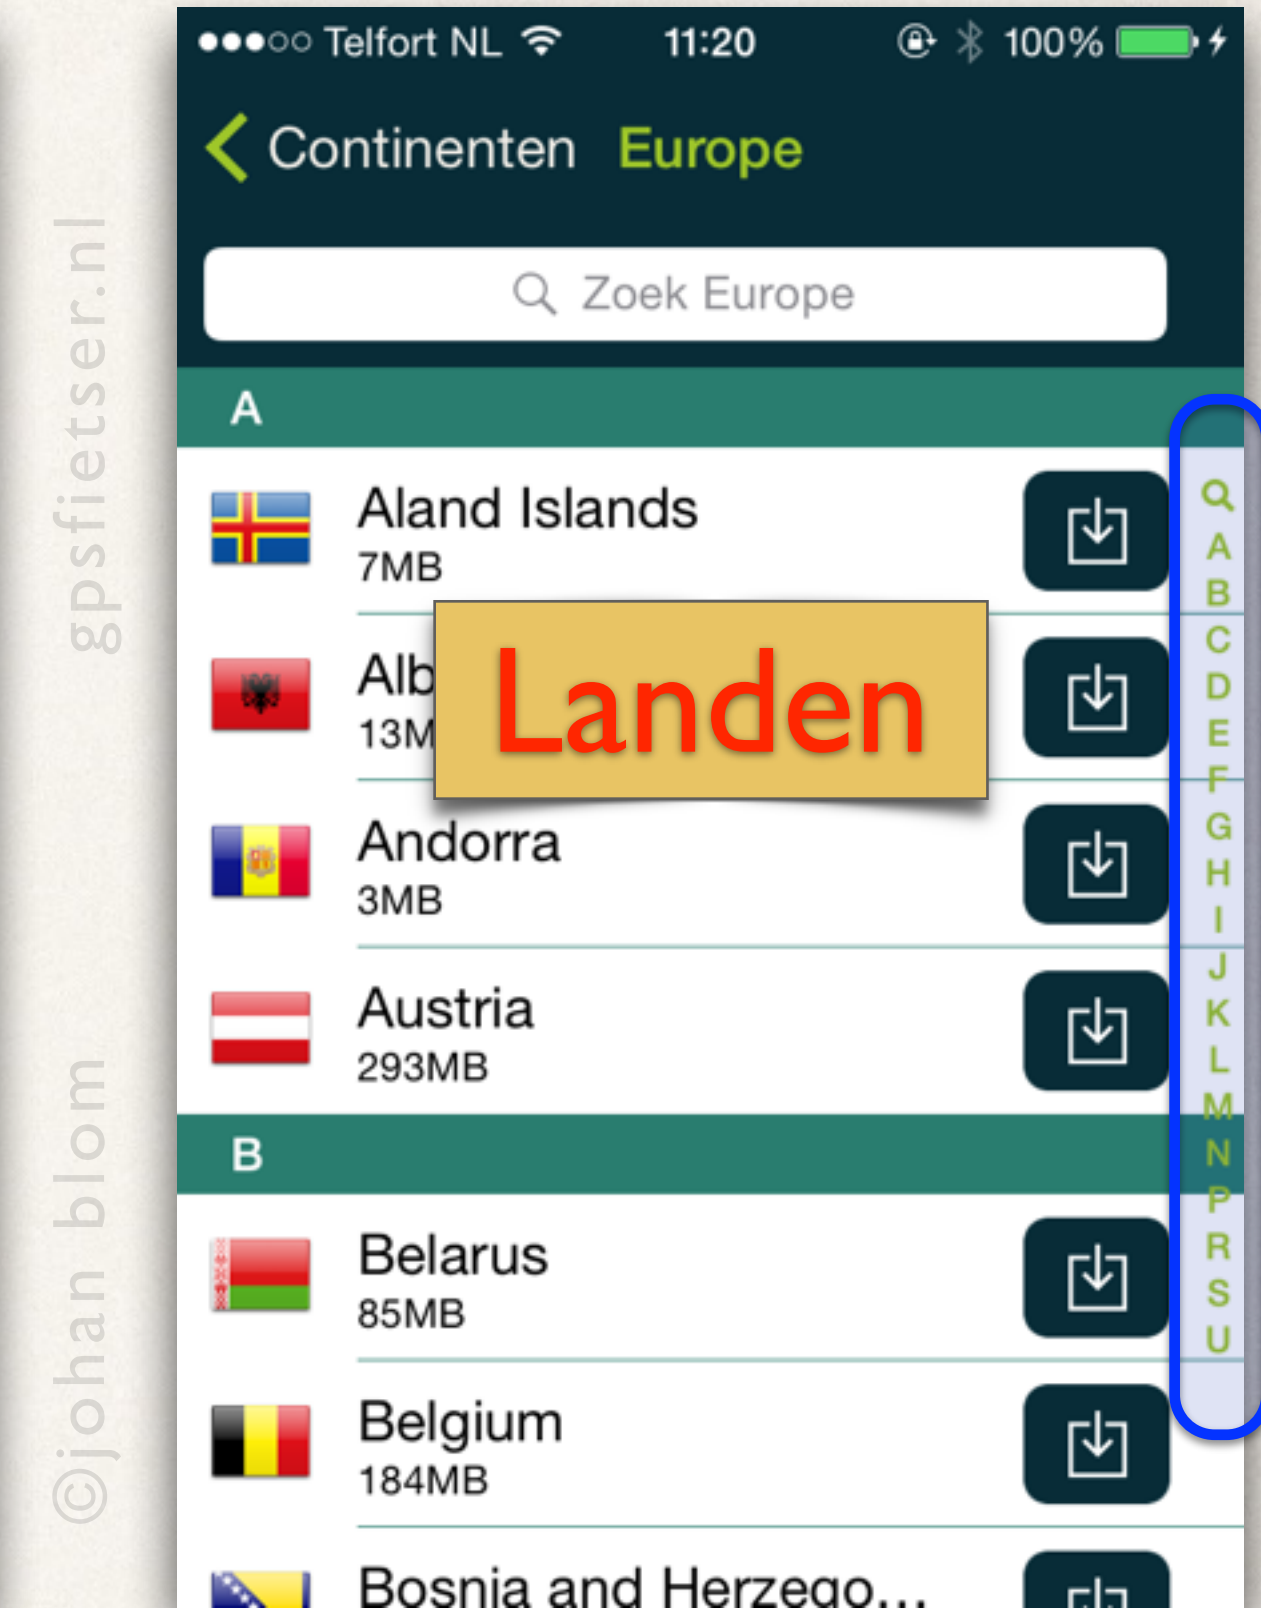 Telfort NL 11:20 100%
Continenten Europe
Zoek Europe
A
Aland Islands
7MB
Alb
13M
Landen
Andorra
3MB
Austria
293MB
B
Belarus
85MB
Belgium
184MB
Bosnia and Herzego...
A
B
C
D
E
F
G
H
I
J
K
L
M
N
P
R
S
U
gpsfietser.nl
©johan blom